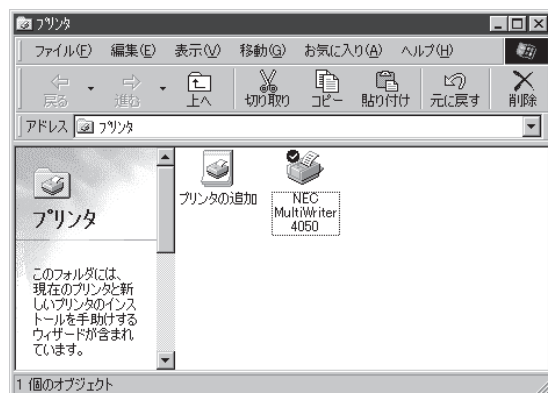 プリンタ
ファイル(F) 編集(E) 表示(V) 移動(G) お気に入り(A) ヘルプ(H)
戻る 進む 上へ 切り取り コピー 貼り付け 元に戻す 削除
アドレス プリンタ
プリンタ
このフォルダには、
現在のプリンタと新
しいプリンタのインス
トールを手助けする
ウィザードが含まれ
ています。
プリンタの追加
NEC
MultiWriter
4050
1 個のオブジェクト